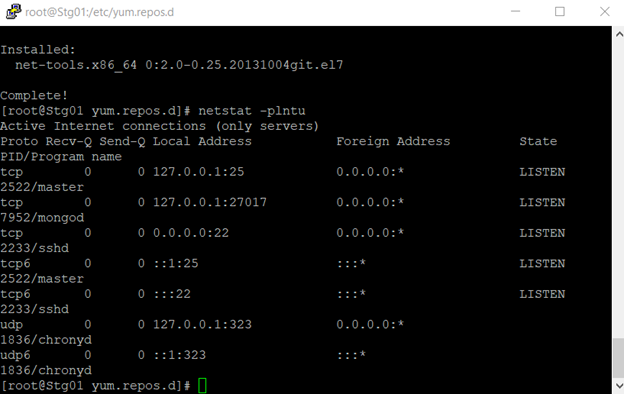 root@Stg01:/etc/yum.repos.d
Installed:
  net-tools.x86_64 0:2.0-0.25.20131004git.el7
Complete!
[root@Stg01 yum.repos.d]# netstat -plntu
Active Internet connections (only servers)
Proto Recv-Q Send-Q Local Address           Foreign Address         State
PID/Program name
tcp        0      0 127.0.0.1:25            0.0.0.0:*               LISTEN
2522/master
tcp        0      0 127.0.0.1:27017         0.0.0.0:*               LISTEN
7952/mongod
tcp        0      0 0.0.0.0:22              0.0.0.0:*               LISTEN
2233/sshd
tcp6       0      0 ::1:25                  :::*                    LISTEN
2522/master
tcp6       0      0 :::22                   :::*                    LISTEN
2233/sshd
udp        0      0 127.0.0.1:323           0.0.0.0:*
1836/chronyd
udp6       0      0 ::1:323                 :::*
1836/chronyd
[root@Stg01 yum.repos.d]#